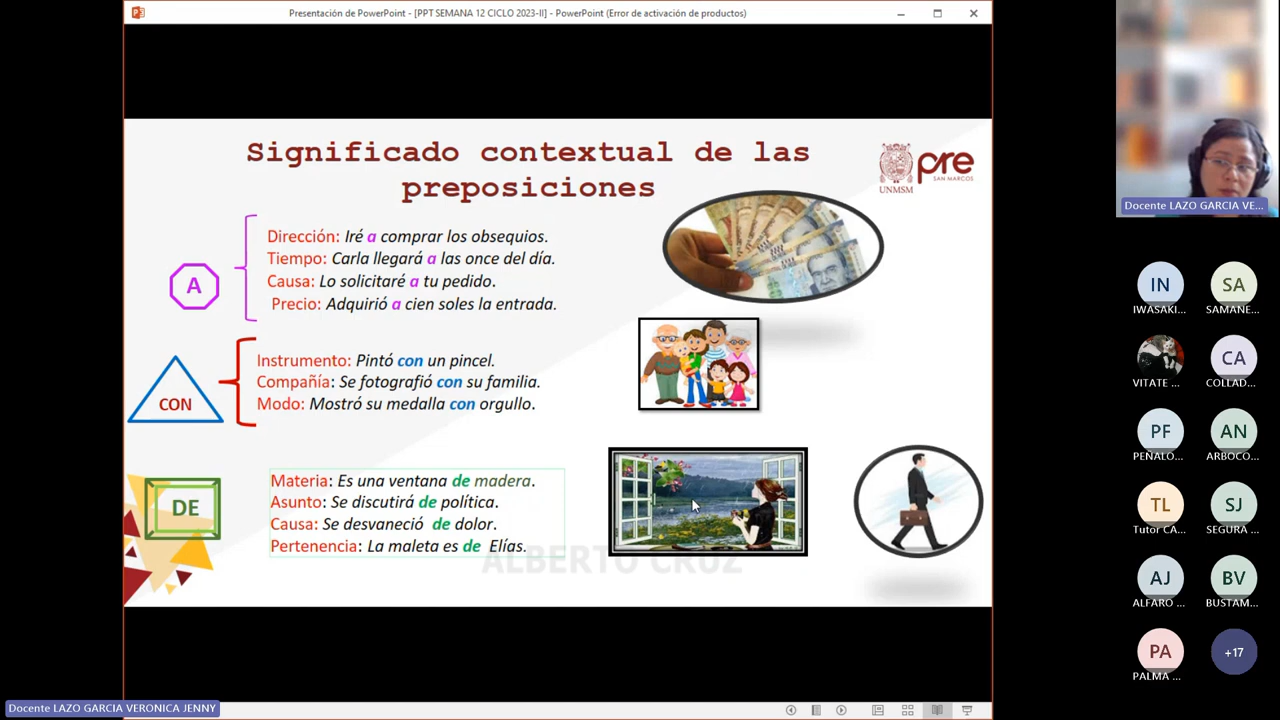 Presentación de PowerPoint - [PPT SEMANA 12 CICLO 2023-II] - PowerPoint (Error de activación de productos)
Significado contextual de las
preposiciones
UNMSM
pre
SAN MARCOS
A
Dirección: Iré a comprar los obsequios.
Tiempo: Carla llegará a las once del día.
Causa: Lo solicitaré a tu pedido.
Precio: Adquirió a cien soles la entrada.
CON
Instrumento: Pintó con un pincel.
Compañía: Se fotografió con su familia.
Modo: Mostró su medalla con orgullo.
DE
Materia: Es una ventana de madera.
Asunto: Se discutirá de política.
Causa: Se desvaneció de dolor.
Pertenencia: La maleta es de Elías.
ALBERTO CRUZ
Docente LAZO GARCIA VE...
IN
IWASAKI...
SA
SAMANE...
VITATE ...
CA
COLLAD...
PF
PEÑALO...
AN
ARBOCO...
TL
Tutor CA...
SJ
SEGURA ...
AJ
ALFARO ...
BV
BUSTAM...
PA
PALMA ...
+17
Docente LAZO GARCIA VERONICA JENNY